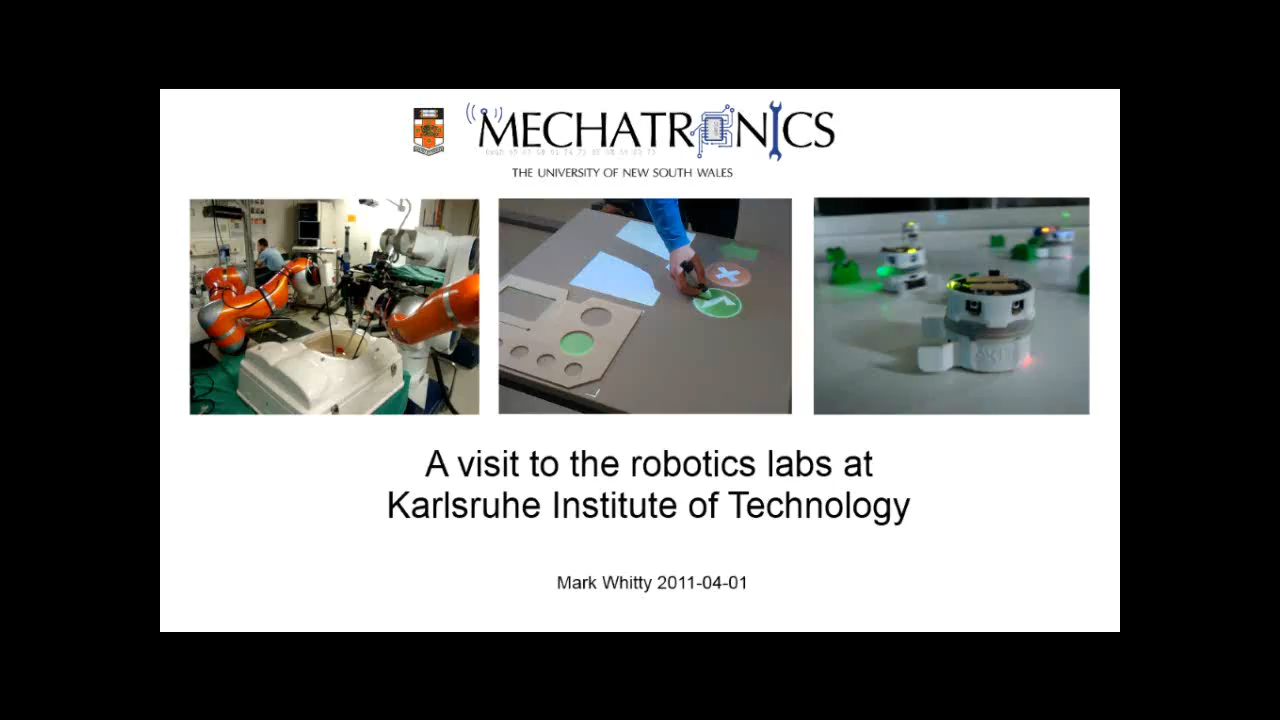 MECHATRONICS
THE UNIVERSITY OF NEW SOUTH WALES
A visit to the robotics labs at
Karlsruhe Institute of Technology
Mark Whitty 2011-04-01